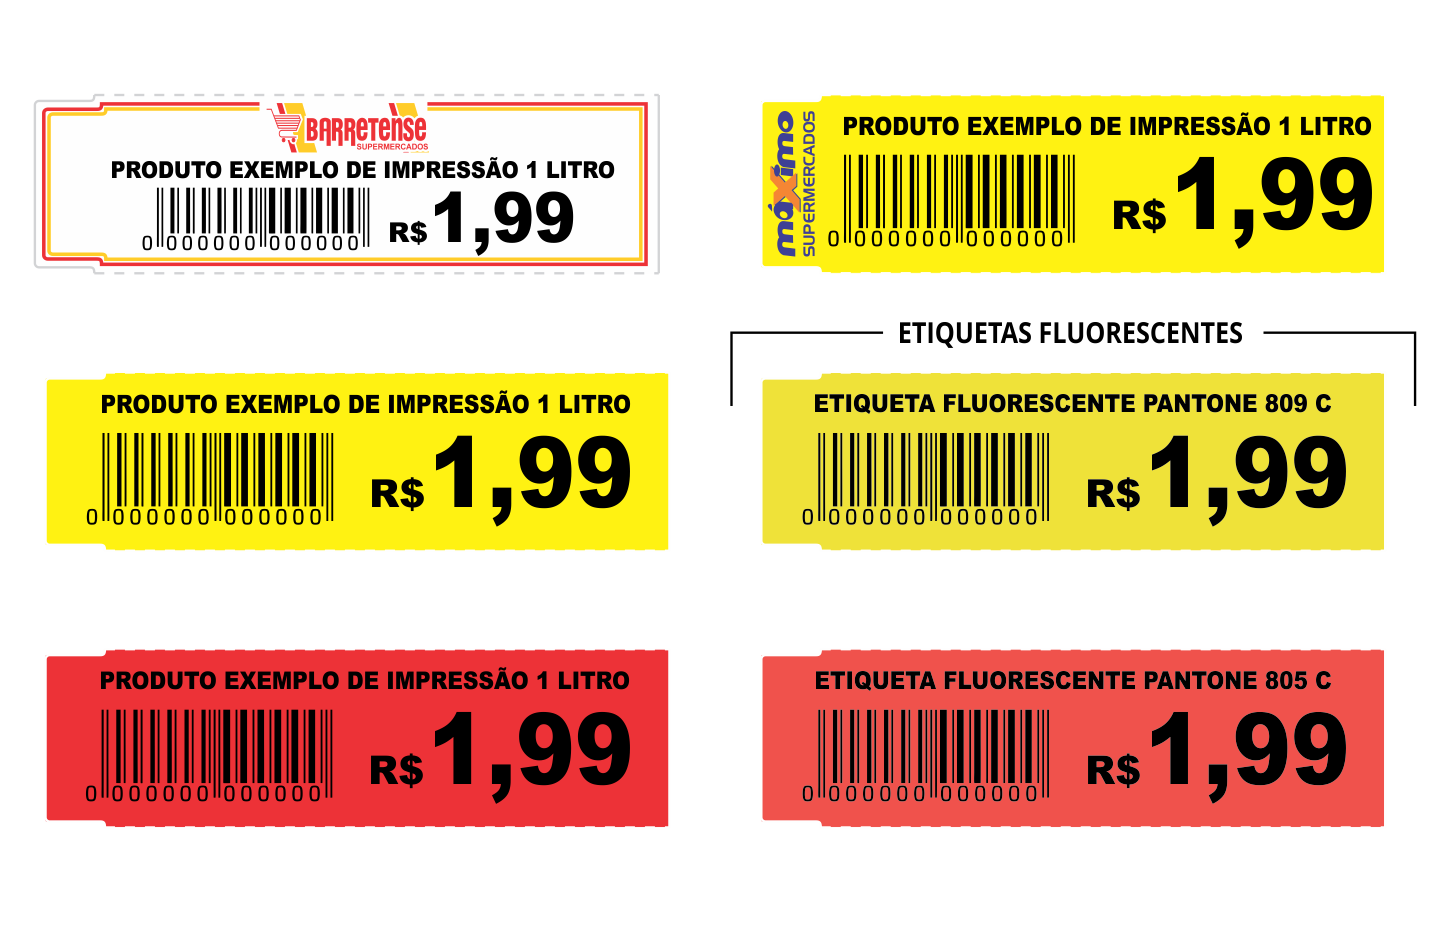 BARRETENSE
SUPERMERCADOS
PRODUTO EXEMPLO DE IMPRESSÃO 1 LITRO
0 000000 000000
R$ 1,99
máximo
SUPERMERCADOS
PRODUTO EXEMPLO DE IMPRESSÃO 1 LITRO
0 000000 000000
R$ 1,99
PRODUTO EXEMPLO DE IMPRESSÃO 1 LITRO
0 000000 000000
R$ 1,99
ETIQUETAS FLUORESCENTES
ETIQUETA FLUORESCENTE PANTONE 809 C
0 000000 000000
R$ 1,99
PRODUTO EXEMPLO DE IMPRESSÃO 1 LITRO
0 000000 000000
R$ 1,99
ETIQUETA FLUORESCENTE PANTONE 805 C
0 000000 000000
R$ 1,99